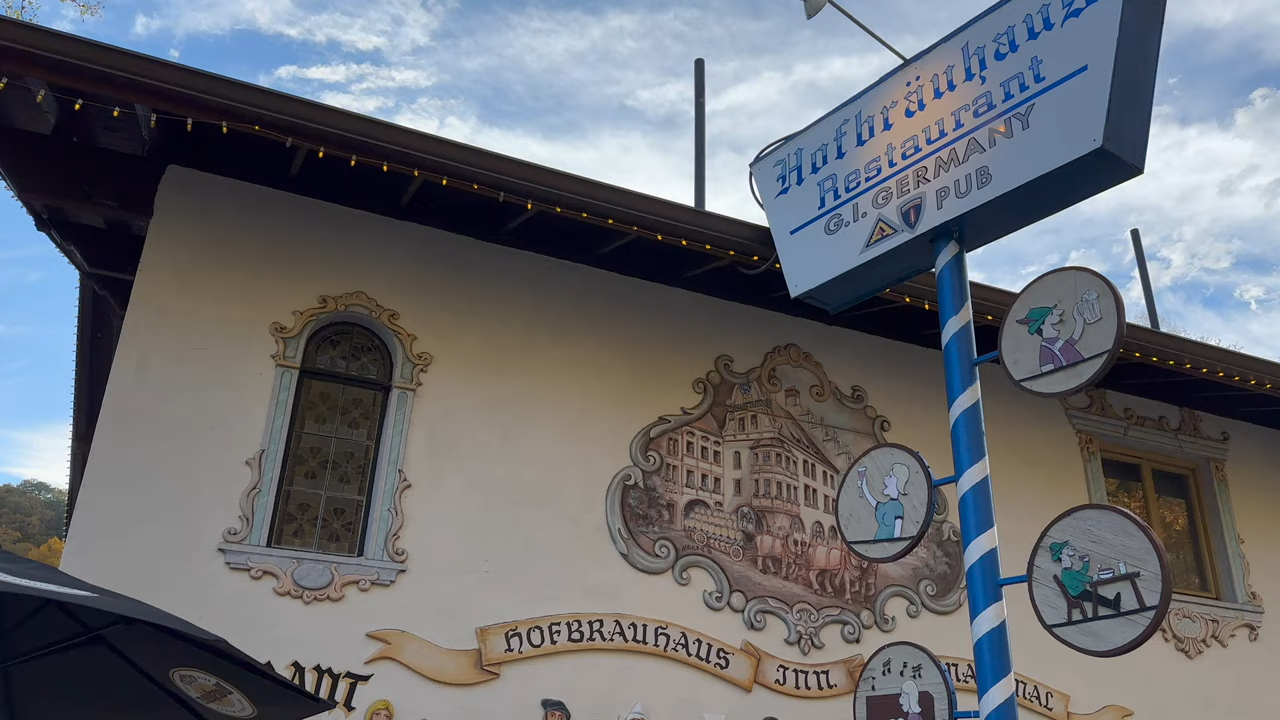 Hofbräuhaus
Restaurant
G.I. GERMANY
PUB
HOFBRAUHAUS
INN.